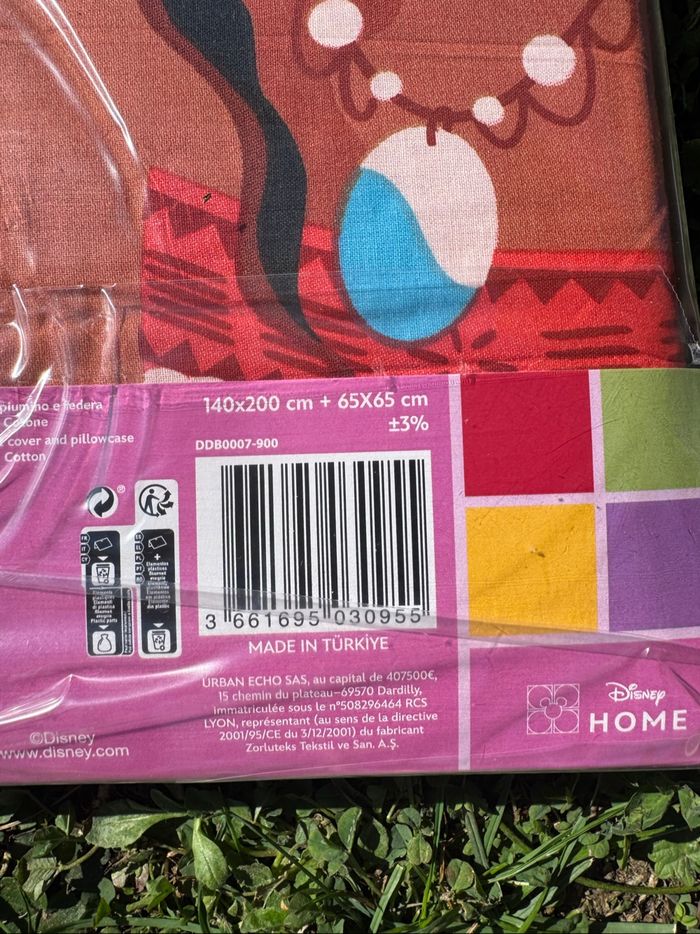 piumino e federa
Cotone
cover and pillowcase
Cotton
140x200 cm + 65X65 cm
±3%
DDB0007-900
3 661695 030955
MADE IN TÜRKİYE
URBAN ECHO SAS, au capital de 407500€,
15 chemin du plateau-69570 Dardilly,
immatriculée sous le n°508296464 RCS
LYON, représentant (au sens de la directive
2001/95/CE du 3/12/2001) du fabricant
Zorluteks Tekstil ve San. A.Ş.
©Disney
www.disney.com
Disney
HOME